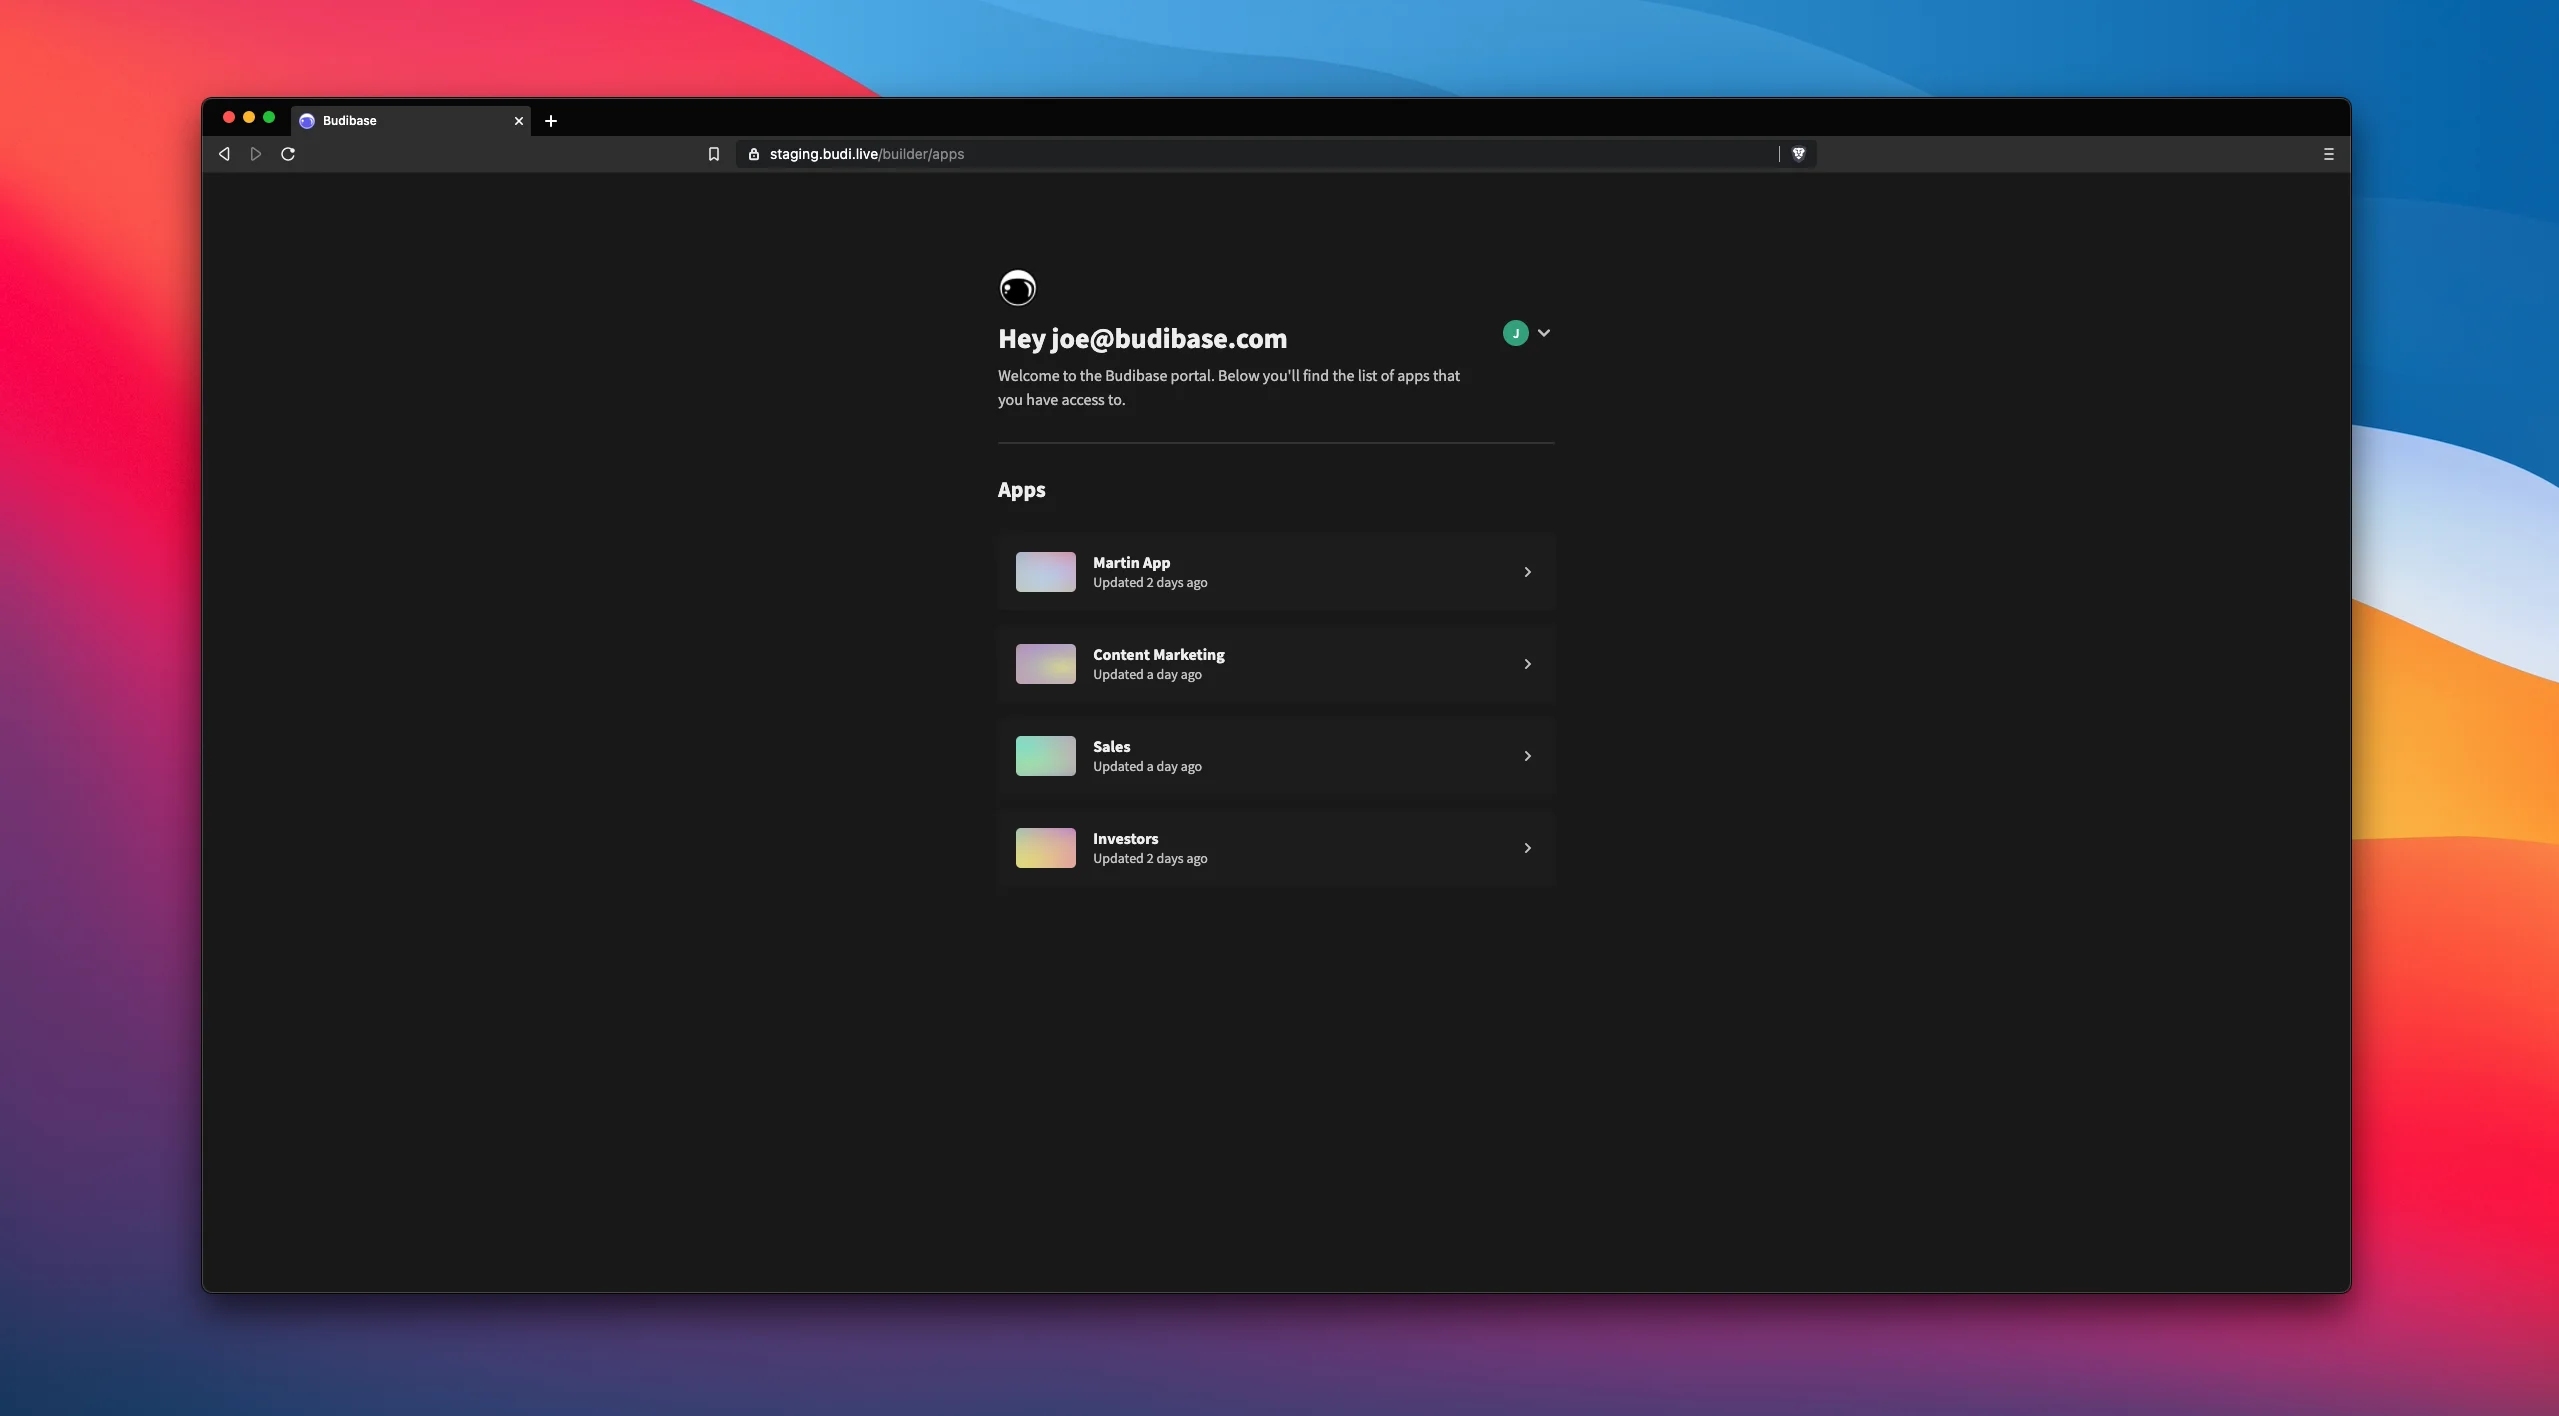 Budibase
staging.budi.live/builder/apps
Hey joe@budibase.com
J
Welcome to the Budibase portal. Below you'll find the list of apps that
you have access to.
Apps
Martin App
Updated 2 days ago
Content Marketing
Updated a day ago
Sales
Updated a day ago
Investors
Updated 2 days ago